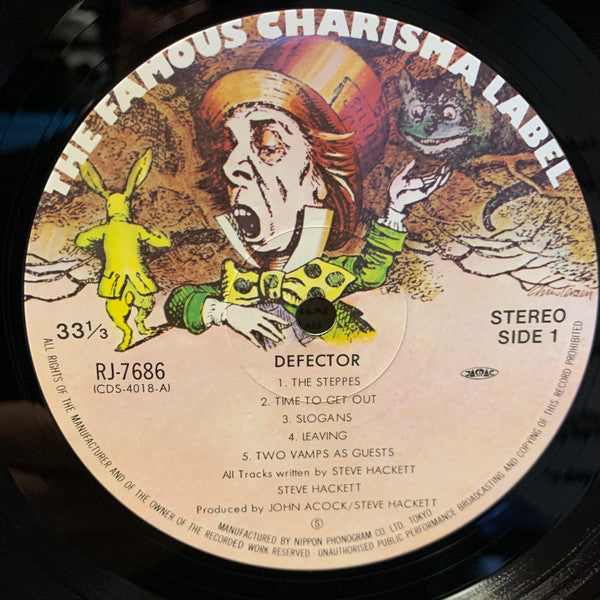 THE FAMOUS CHARISMA LABEL
33⅓
STEREO
SIDE 1
RJ-7686
(CDS-4018-A)
JASRAC
DEFECTOR
1. THE STEPPES
2. TIME TO GET OUT
3. SLOGANS
4. LEAVING
5. TWO VAMPS AS GUESTS
All Tracks written by STEVE HACKETT
STEVE HACKETT
Produced by JOHN ACOCK/STEVE HACKETT
⑤
MANUFACTURED BY NIPPON PHONOGRAM CO. LTD. TOKYO
ALL RIGHTS OF THE MANUFACTURER AND OF THE OWNER OF THE RECORDED WORK RESERVED · UNAUTHORISED PUBLIC PERFORMANCE BROADCASTING AND COPYING OF THIS RECORD PROHIBITED